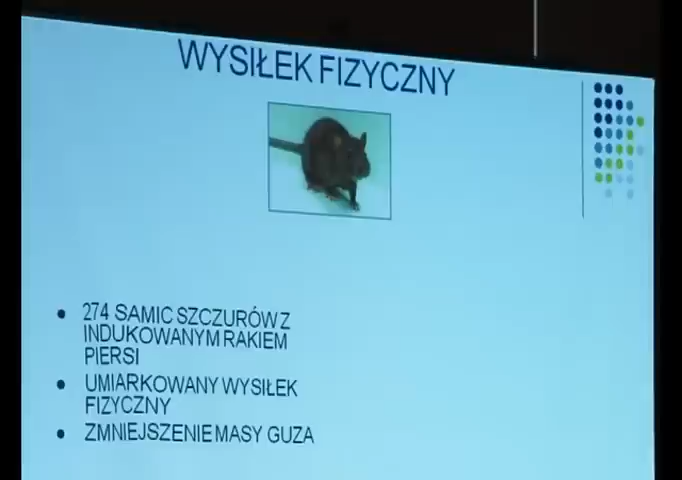 WYSIŁEK FIZYCZNY
274 SAMIC SZCZURÓW Z
INDUKOWANYM RAKIEM
PIERSI
UMIARKOWANY WYSIŁEK
FIZYCZNY
ZMNIEJSZENIE MASY GUZA